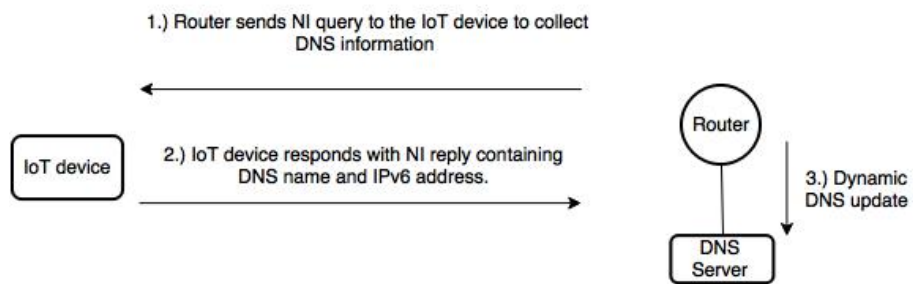 1.) Router sends NI query to the IoT device to collect
DNS information
Router
IoT device
2.) IoT device responds with NI reply containing
DNS name and IPv6 address.
3.) Dynamic
DNS update
DNS
Server